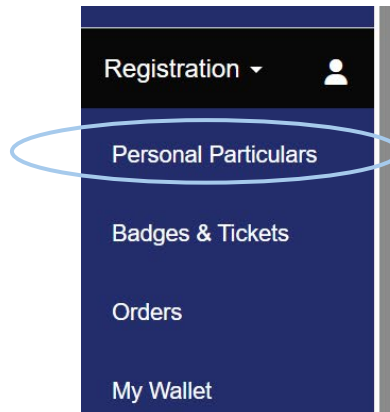 Registration
Personal Particulars
Badges & Tickets
Orders
My Wallet